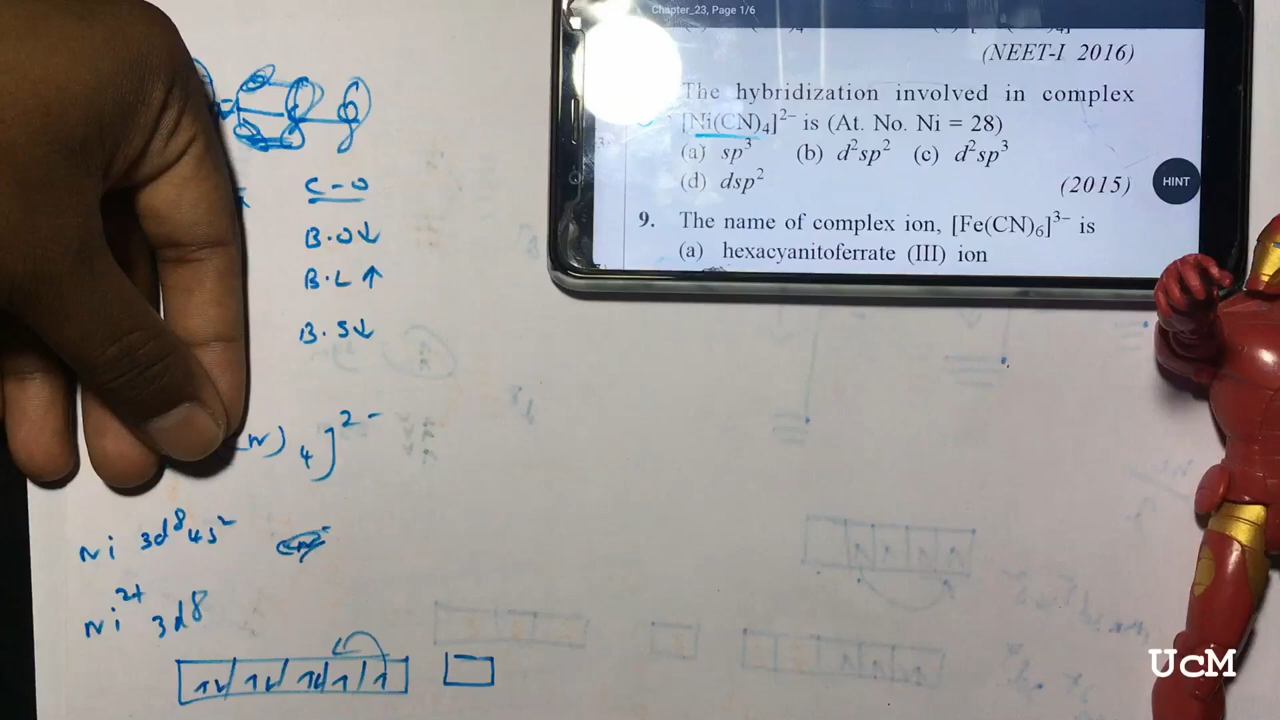 Chapter_23, Page 1/6
(NEET-I 2016)
The hybridization involved in complex
[Ni(CN)₄]²⁻ is (At. No. Ni = 28)
(a) sp³ (b) d²sp² (c) d²sp³
(d) dsp² (2015)
HINT
9. The name of complex ion, [Fe(CN)₆]³⁻ is
(a) hexacyanitoferrate (III) ion
C-O
B.O↓
B.L↑
B.S↓
N)₄]²⁻
Ni 3d⁸4s²
Ni²⁺ 3d⁸
UcM